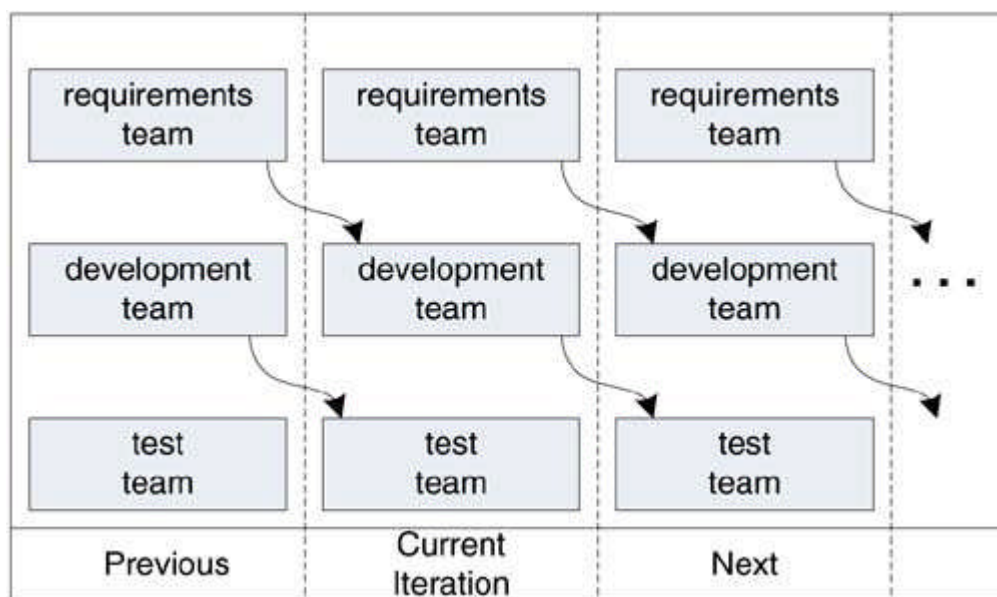 requirements
team
requirements
team
requirements
team
development
team
development
team
development
team
. . .
test
team
test
team
test
team
Previous
Current
Iteration
Next